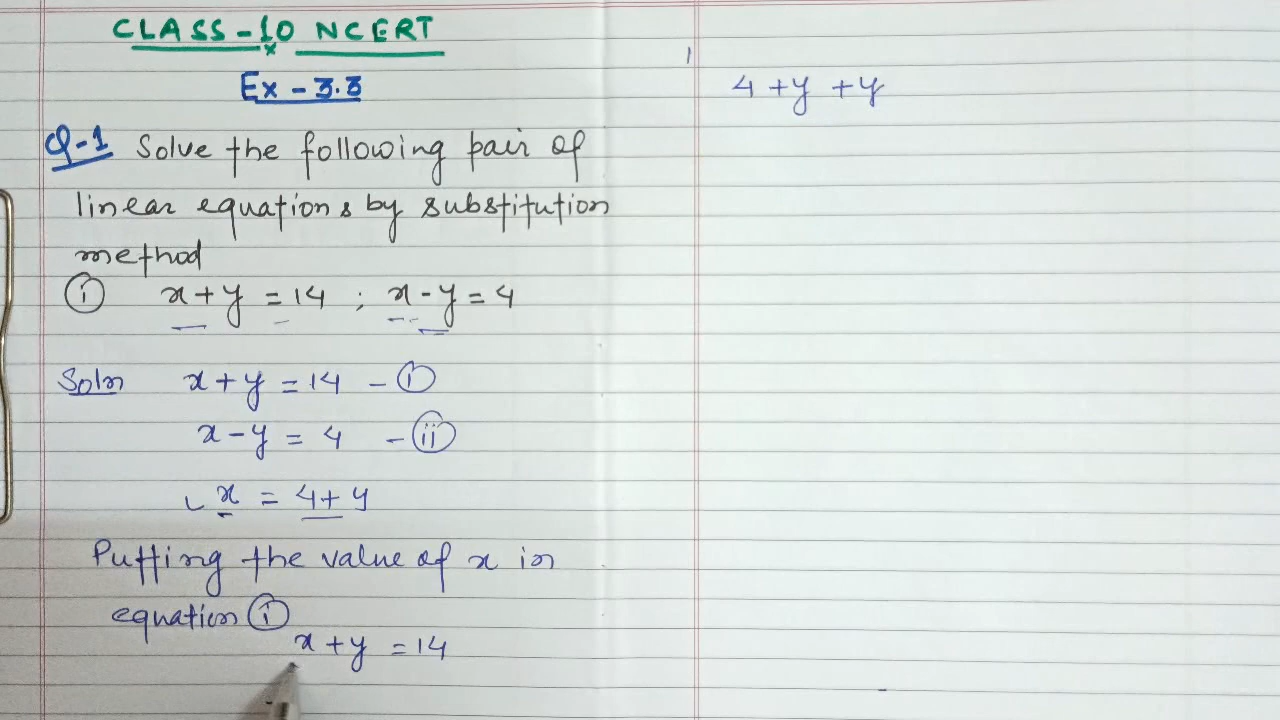 CLASS-10 NCERT
Ex - 3.3
Q-1 Solve the following pair of
linear equations by substitution
method
(i) x + y = 14 ; x - y = 4
Soln x + y = 14 - (i)
x - y = 4 - (ii)
x = 4 + y
Putting the value of x in
equation (i)
x + y = 14
4 + y + y